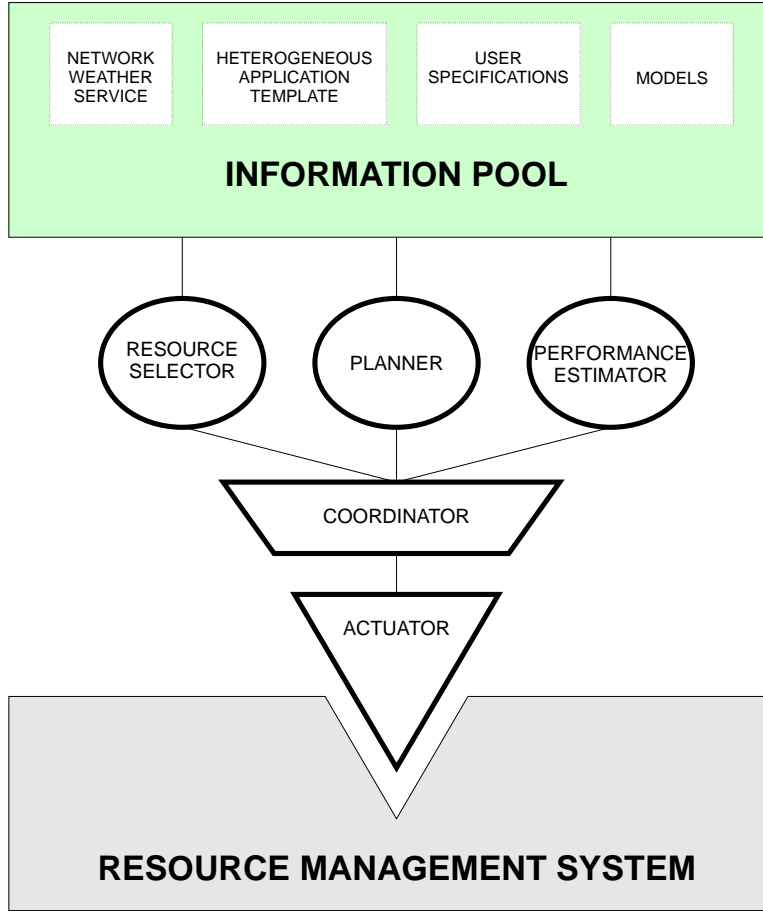 NETWORK
WEATHER
SERVICE
HETEROGENEOUS
APPLICATION
TEMPLATE
USER
SPECIFICATIONS
MODELS
INFORMATION POOL
RESOURCE
SELECTOR
PLANNER
PERFORMANCE
ESTIMATOR
COORDINATOR
ACTUATOR
RESOURCE MANAGEMENT SYSTEM